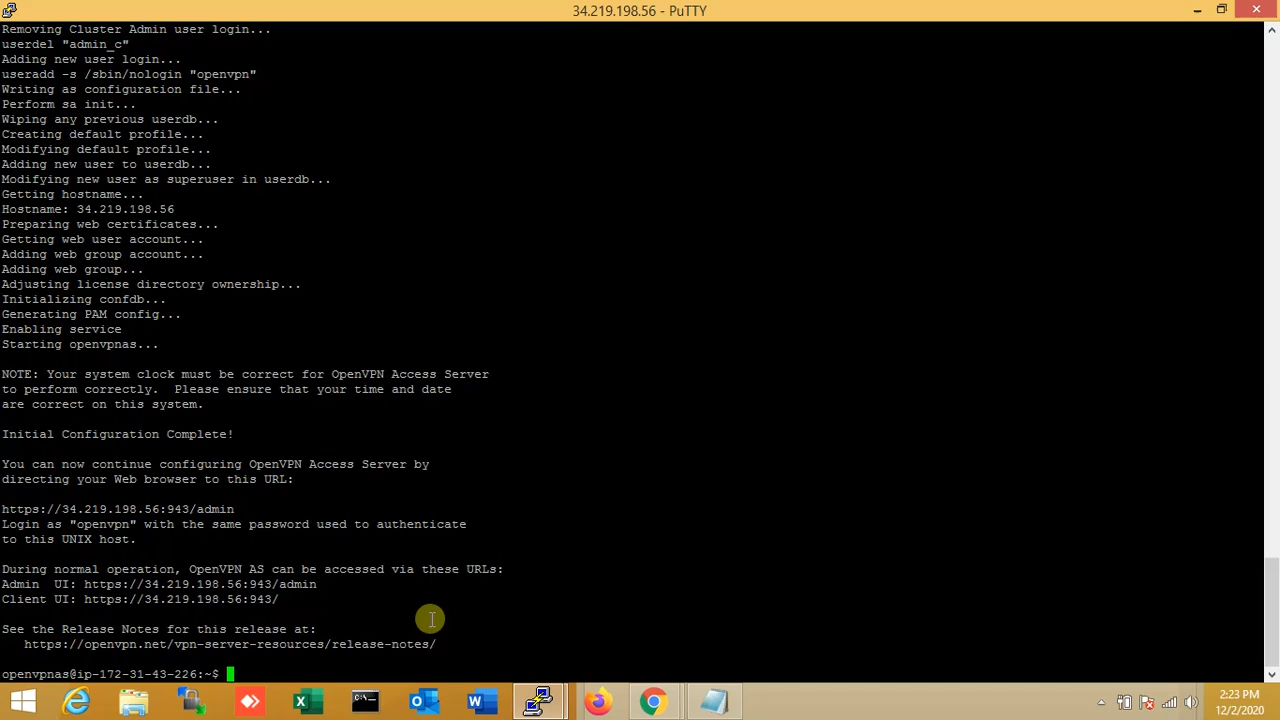 34.219.198.56 - PuTTY
Removing Cluster Admin user login...
userdel "admin_c"
Adding new user login...
useradd -s /sbin/nologin "openvpn"
Writing as configuration file...
Perform sa init...
Wiping any previous userdb...
Creating default profile...
Modifying default profile...
Adding new user to userdb...
Modifying new user as superuser in userdb...
Getting hostname...
Hostname: 34.219.198.56
Preparing web certificates...
Getting web user account...
Adding web group account...
Adding web group...
Adjusting license directory ownership...
Initializing confdb...
Generating PAM config...
Enabling service
Starting openvpnas...
NOTE: Your system clock must be correct for OpenVPN Access Server
to perform correctly.  Please ensure that your time and date
are correct on this system.
Initial Configuration Complete!
You can now continue configuring OpenVPN Access Server by
directing your Web browser to this URL:
https://34.219.198.56:943/admin
Login as "openvpn" with the same password used to authenticate
to this UNIX host.
During normal operation, OpenVPN AS can be accessed via these URLs:
Admin  UI: https://34.219.198.56:943/admin
Client UI: https://34.219.198.56:943/
See the Release Notes for this release at:
https://openvpn.net/vpn-server-resources/release-notes/
openvpnas@ip-172-31-43-226:~$
2:23 PM
12/2/2020